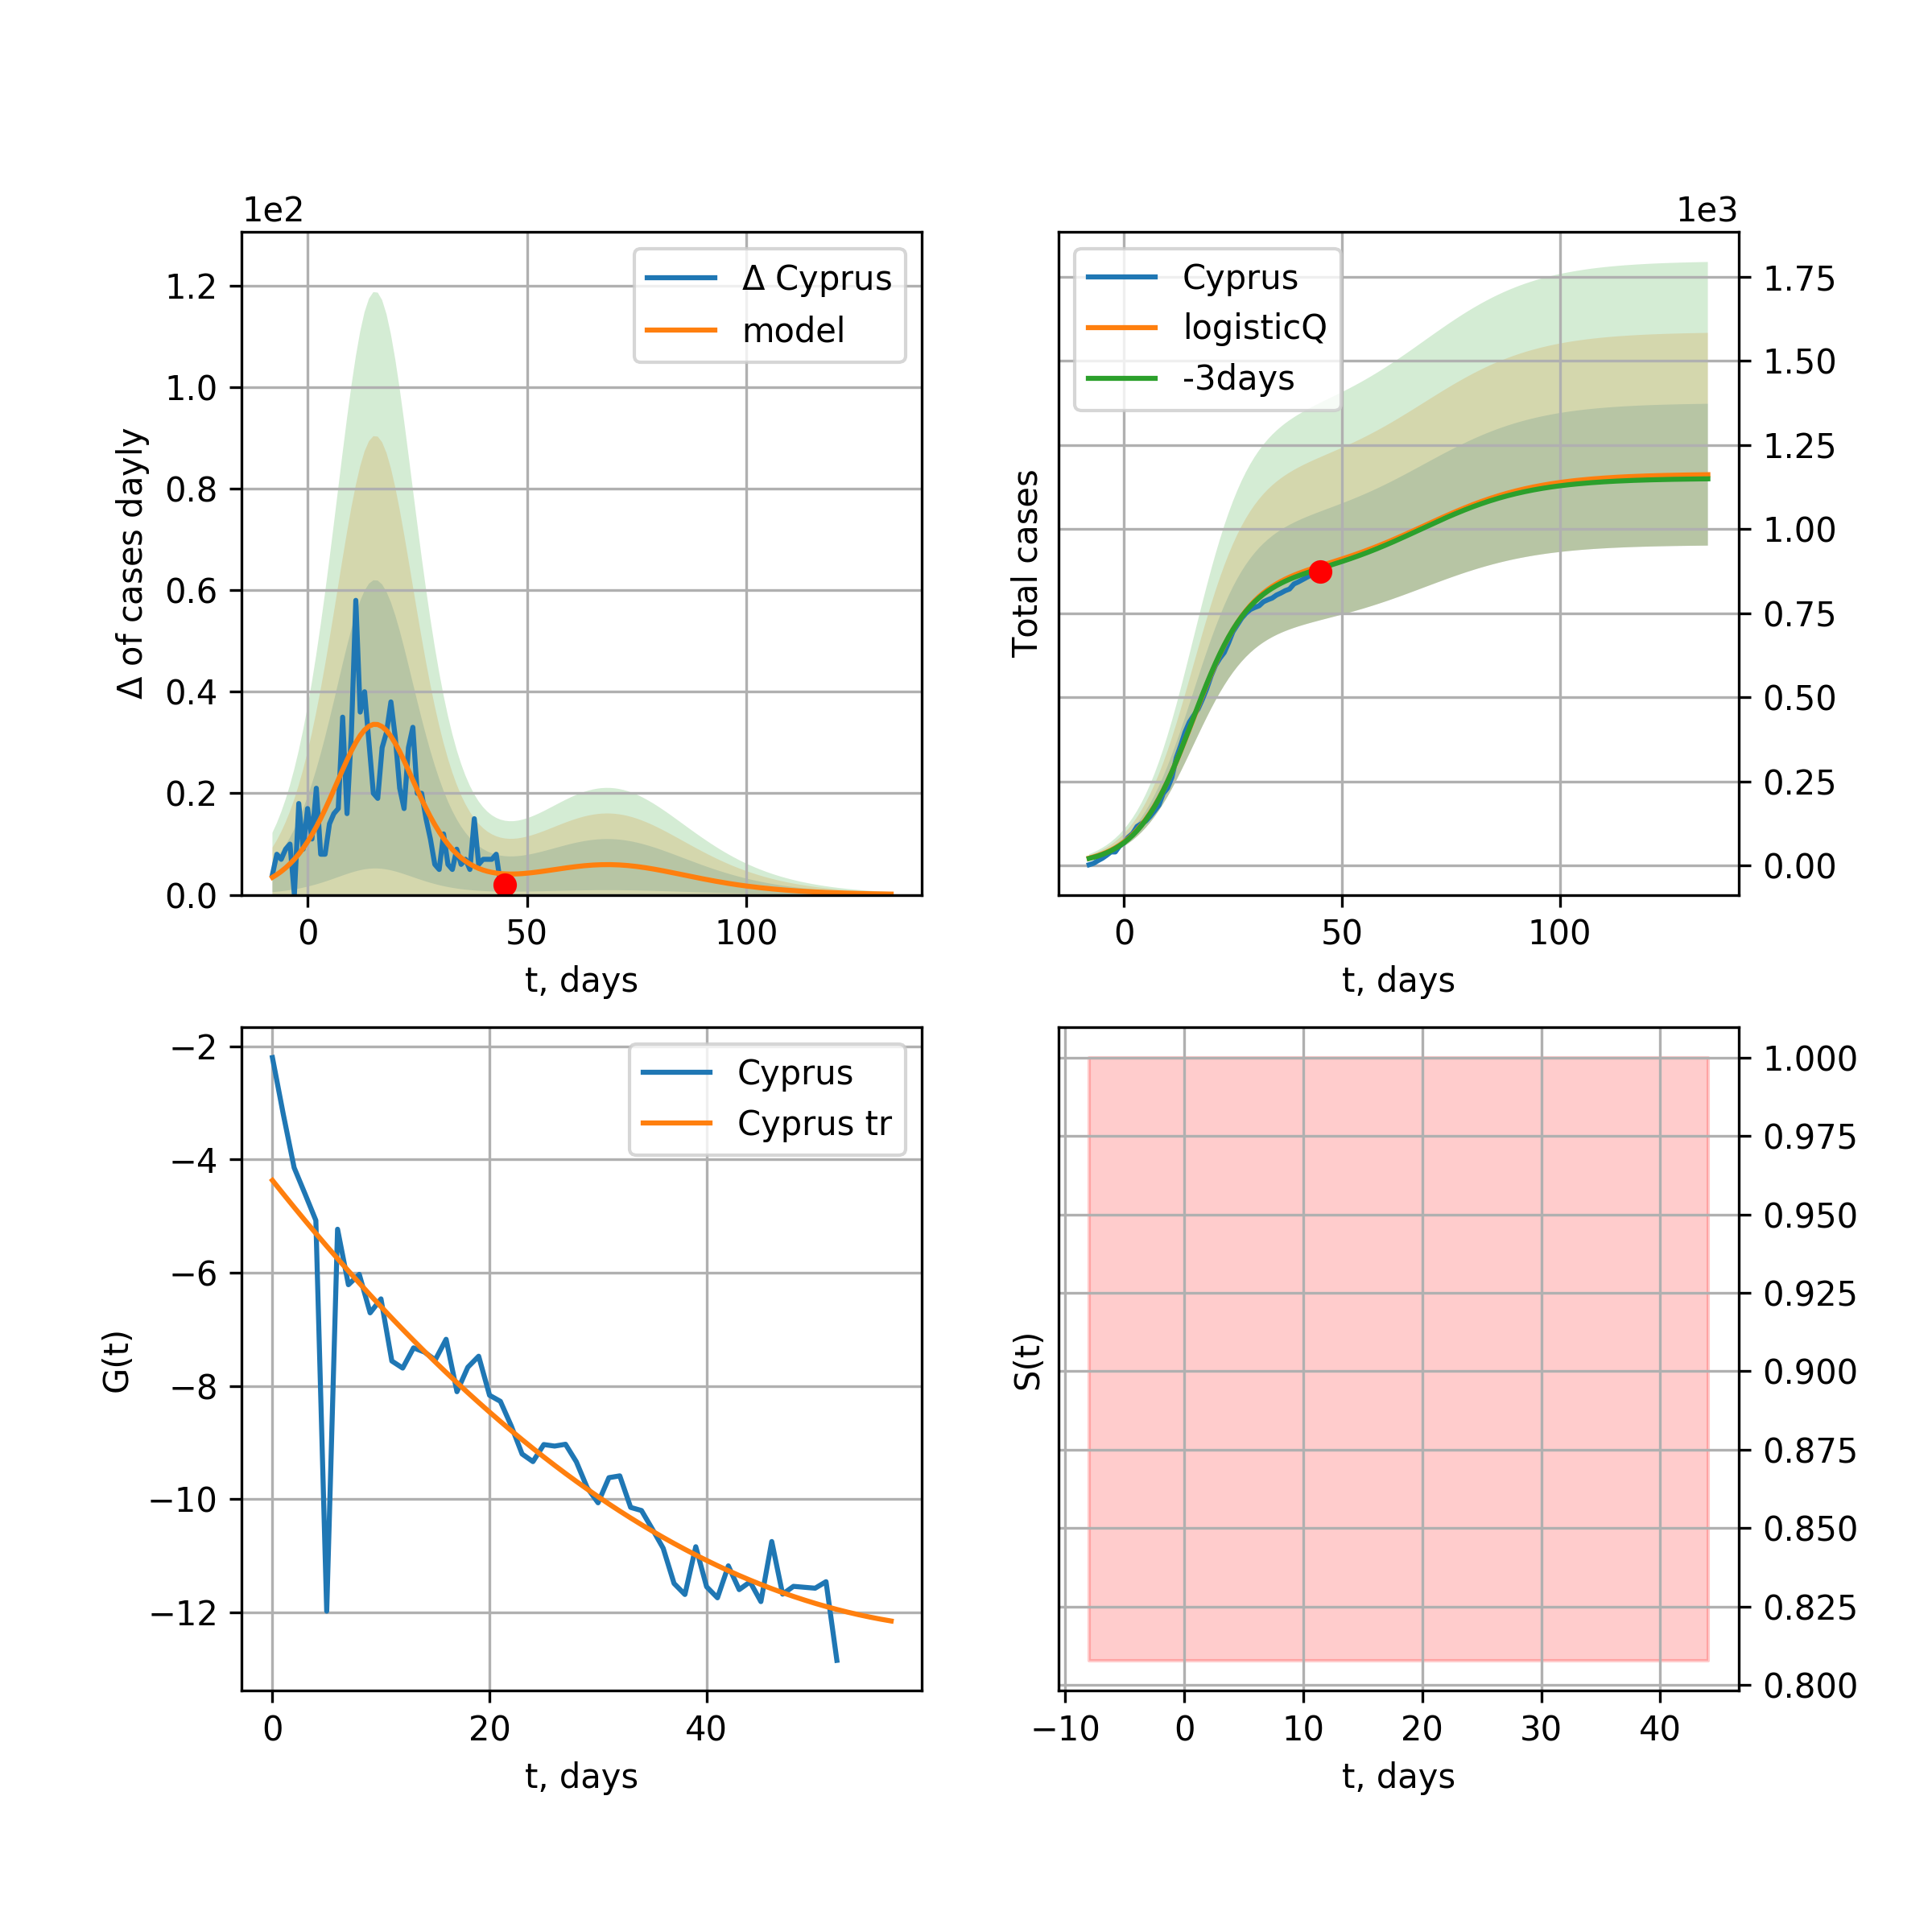 1e2
Δ of cases dayly
1.2
1.0
0.8
0.6
0.4
0.2
0.0
0 50 100
t, days
Δ Cyprus
model
1e3
Total cases
Cyprus
logisticQ
-3days
1.75
1.50
1.25
1.00
0.75
0.50
0.25
0.00
0 50 100
t, days
G(t)
−2
−4
−6
−8
−10
−12
0 20 40
t, days
Cyprus
Cyprus tr
S(t)
1.000
0.975
0.950
0.925
0.900
0.875
0.850
0.825
0.800
−10 0 10 20 30 40
t, days